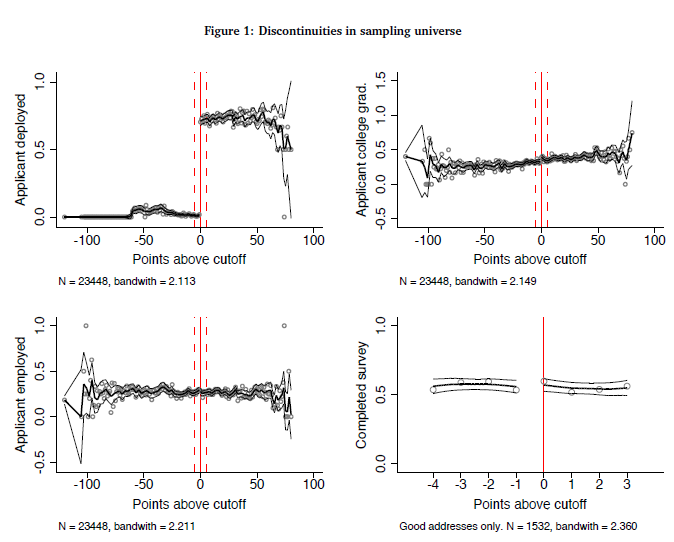 Figure 1: Discontinuities in sampling universe
Applicant deployed
0.0 0.5 1.0
-100 -50 0 50 100
Points above cutoff
N = 23448, bandwith = 2.113
Applicant college grad.
-0.5 0.0 0.5 1.0 1.5
-100 -50 0 50 100
Points above cutoff
N = 23448, bandwith = 2.149
Applicant employed
-0.5 0.0 0.5 1.0
-100 -50 0 50 100
Points above cutoff
N = 23448, bandwith = 2.211
Completed survey
0.0 0.5 1.0
-4 -3 -2 -1 0 1 2 3
Points above cutoff
Good addresses only. N = 1532, bandwith = 2.360